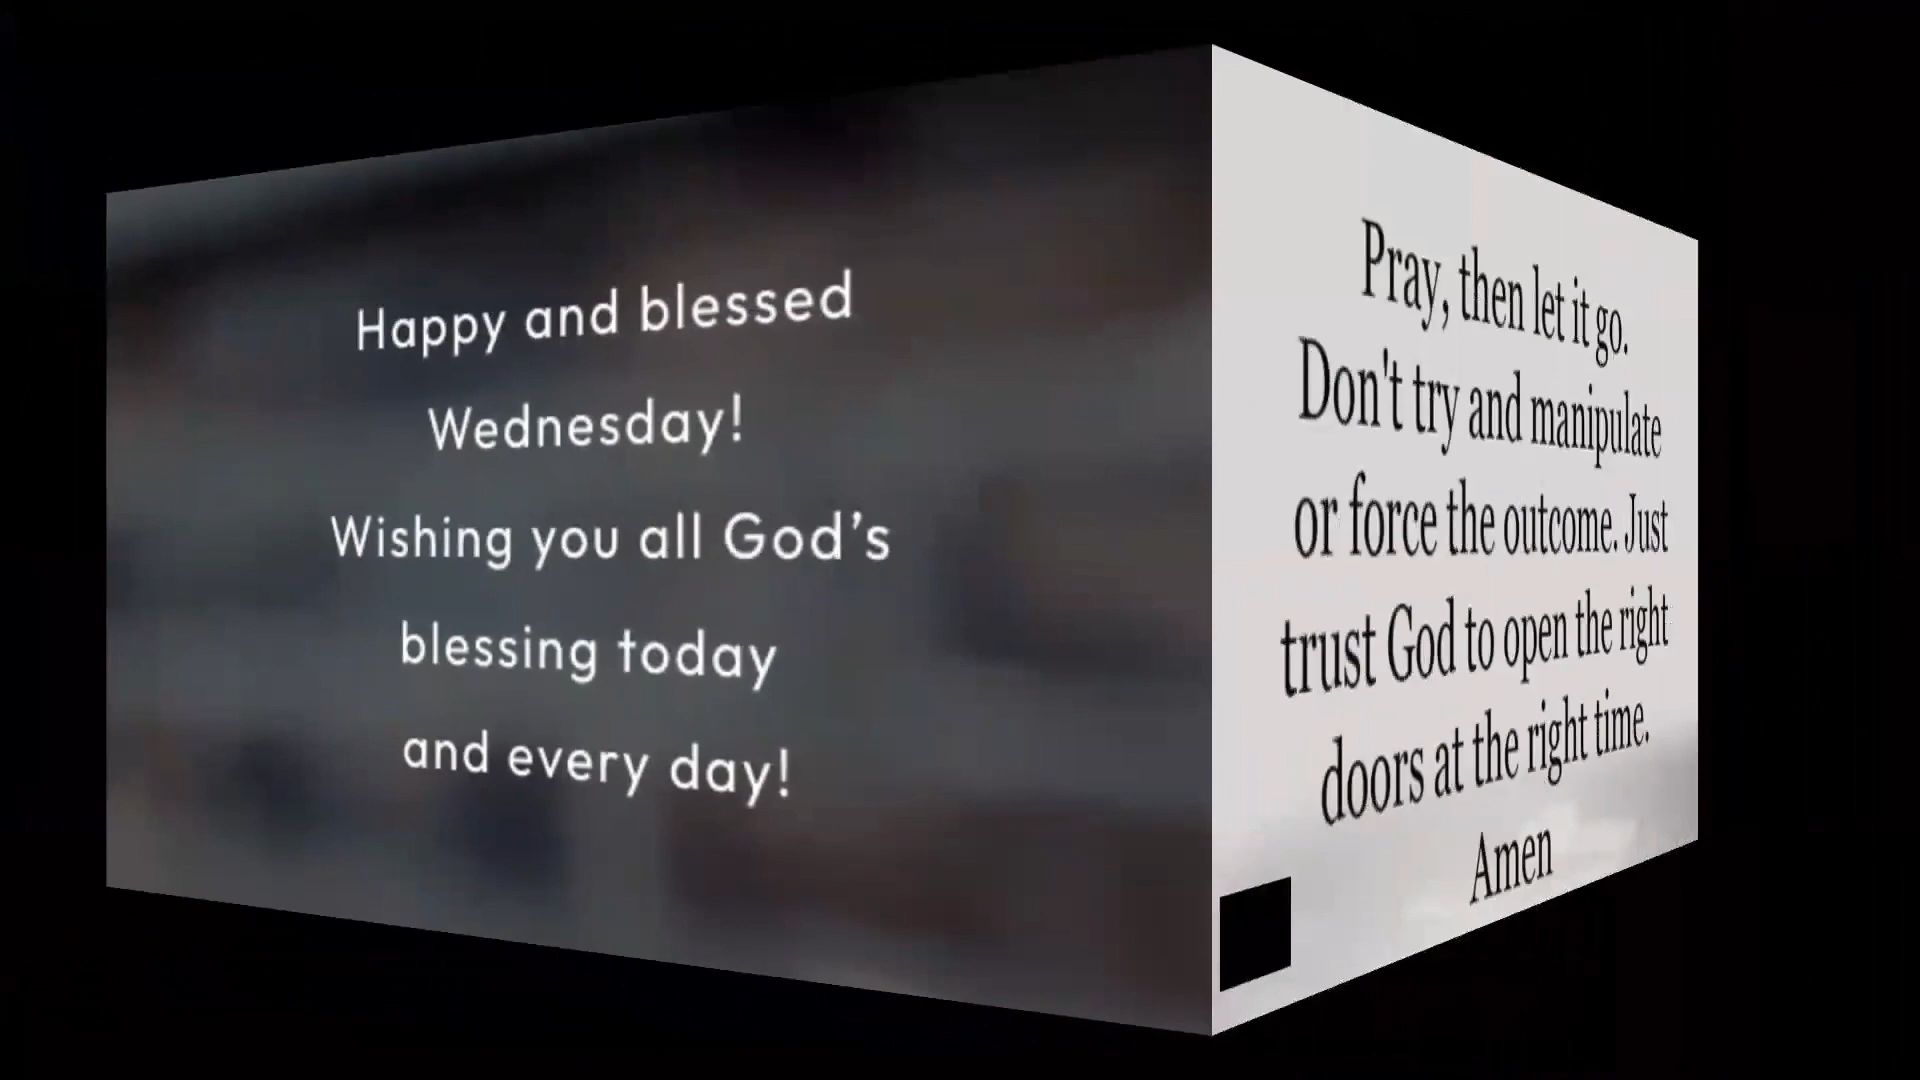 Happy and blessed
Wednesday!
Wishing you all God’s
blessing today
and every day!
Pray, then let it go.
Don't try and manipulate
or force the outcome. Just
trust God to open the right
doors at the right time.
Amen